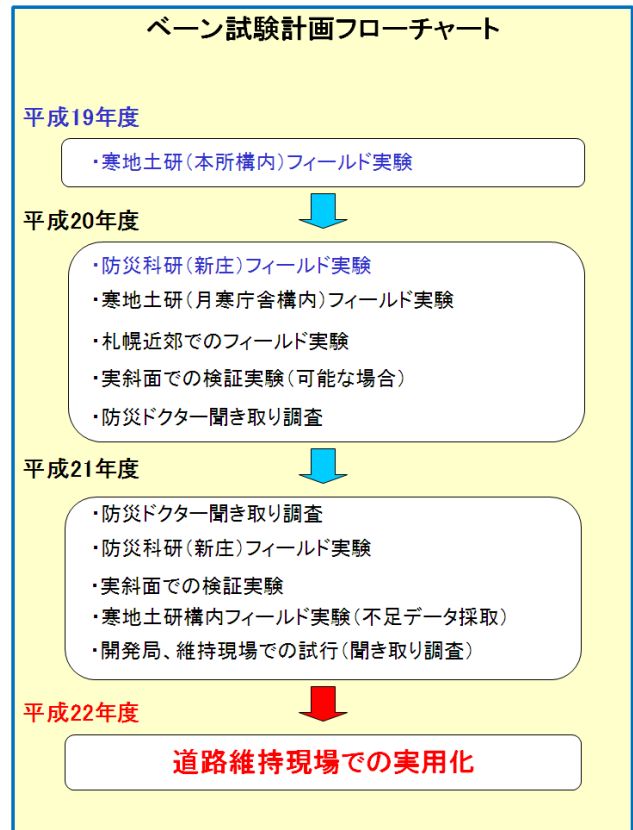 ベーン試験計画フローチャート
平成19年度
・寒地土研(本所構内)フィールド実験
平成20年度
・防災科研(新庄)フィールド実験
・寒地土研(月寒庁舎構内)フィールド実験
・札幌近郊でのフィールド実験
・実斜面での検証実験(可能な場合)
・防災ドクター聞き取り調査
平成21年度
・防災ドクター聞き取り調査
・防災科研(新庄)フィールド実験
・実斜面での検証実験
・寒地土研構内フィールド実験(不足データ採取)
・開発局、維持現場での試行(聞き取り調査)
平成22年度
道路維持現場での実用化